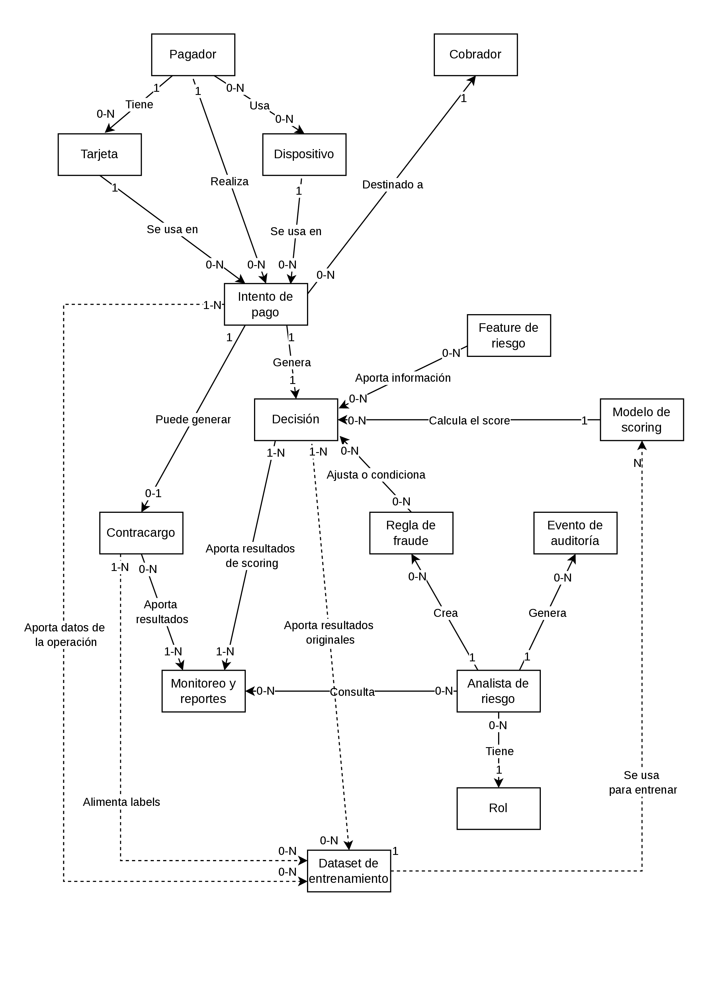 Pagador
Cobrador
1
1
0-N
1
Tiene
Usa
0-N
0-N
Tarjeta
Dispositivo
Realiza
Destinado a
1
1
Se usa en
Se usa en
0-N
0-N
0-N
0-N
Intento de
pago
1-N
Feature de
riesgo
1
1
0-N
Genera
Aporta información
1
0-N
Puede generar
Decisión
0-N
Calcula el score
1
Modelo de
scoring
1-N
1-N
0-N
N
Ajusta o condiciona
0-1
0-N
Contracargo
Regla de
fraude
Evento de
auditoría
Aporta resultados
de scoring
1-N
0-N
0-N
0-N
Aporta
resultados
Crea
Genera
Aporta datos de
la operación
Aporta resultados
originales
1-N
1-N
1
1
Monitoreo y
reportes
0-N
Consulta
0-N
Analista de
riesgo
0-N
Tiene
1
Se usa
para entrenar
Alimenta labels
Rol
0-N
0-N
1
0-N
Dataset de
entrenamiento